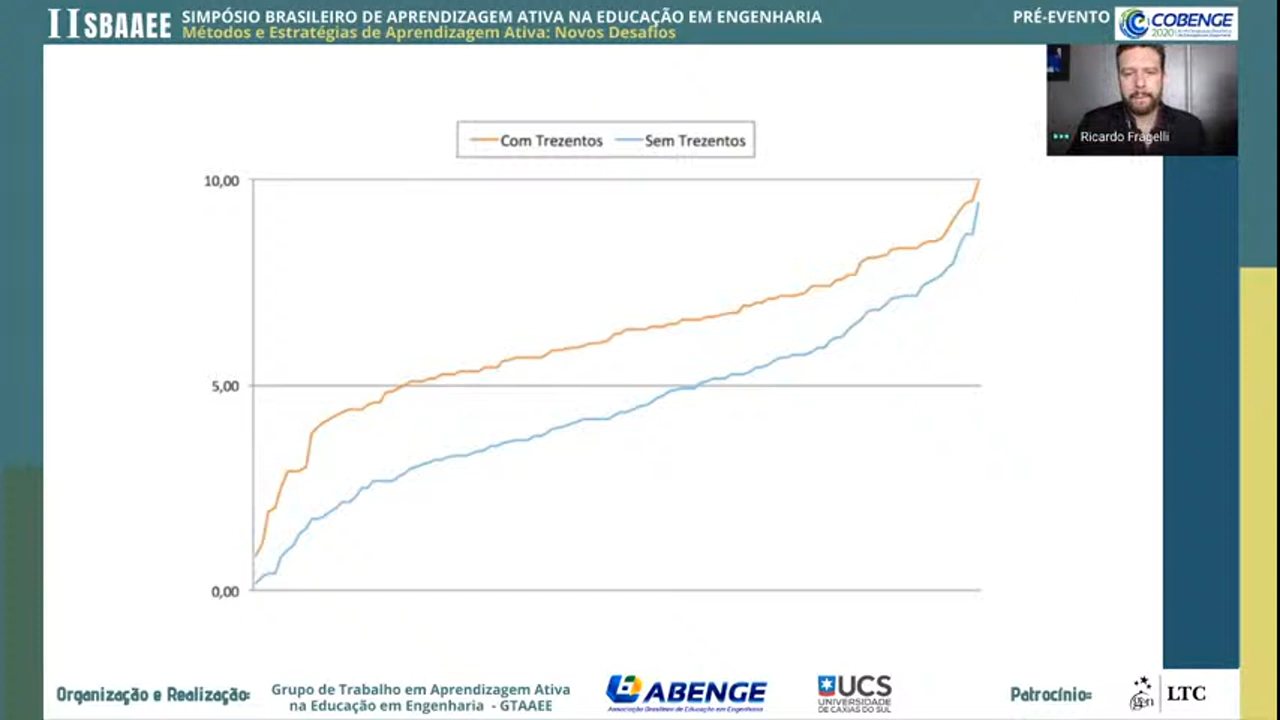 IISBAAEE
SIMPÓSIO BRASILEIRO DE APRENDIZAGEM ATIVA NA EDUCAÇÃO EM ENGENHARIA
Métodos e Estratégias de Aprendizagem Ativa: Novos Desafios
PRÉ-EVENTO
COBENGE
2020
Ricardo Fragelli
Com Trezentos
Sem Trezentos
10,00
5,00
0,00
Organização e Realização:
Grupo de Trabalho em Aprendizagem Ativa
na Educação em Engenharia - GTAAEE
ABENGE
Associação Brasileira de Educação em Engenharia
UCS
UNIVERSIDADE
DE CAXIAS DO SUL
Patrocínio:
gen
LTC